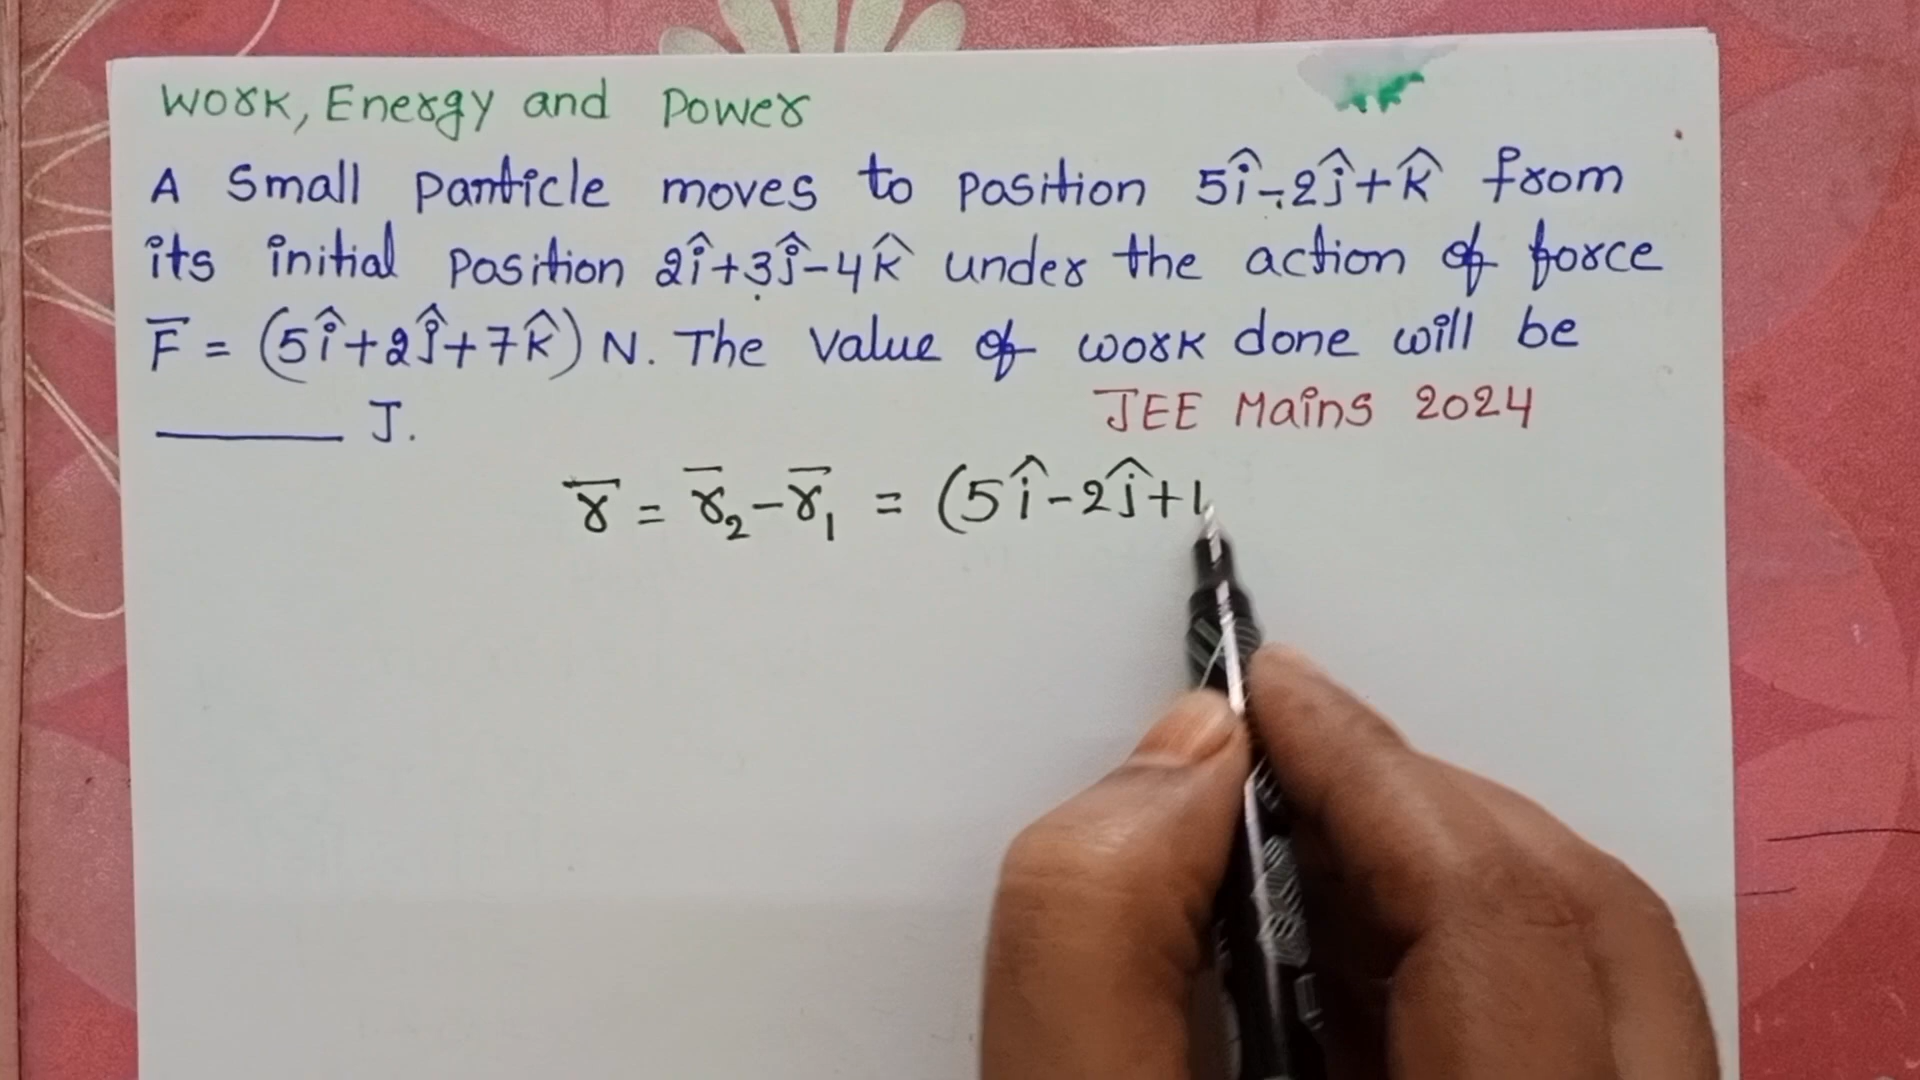 Work, Energy and Power
A Small particle moves to position 5î-2ĵ+k̂ from
its initial position 2î+3ĵ-4k̂ under the action of force
F̅ = (5î+2ĵ+7k̂) N. The value of work done will be
______ J.
JEE Mains 2024
r̅ = r̅₂-r̅₁ = (5î-2ĵ+1